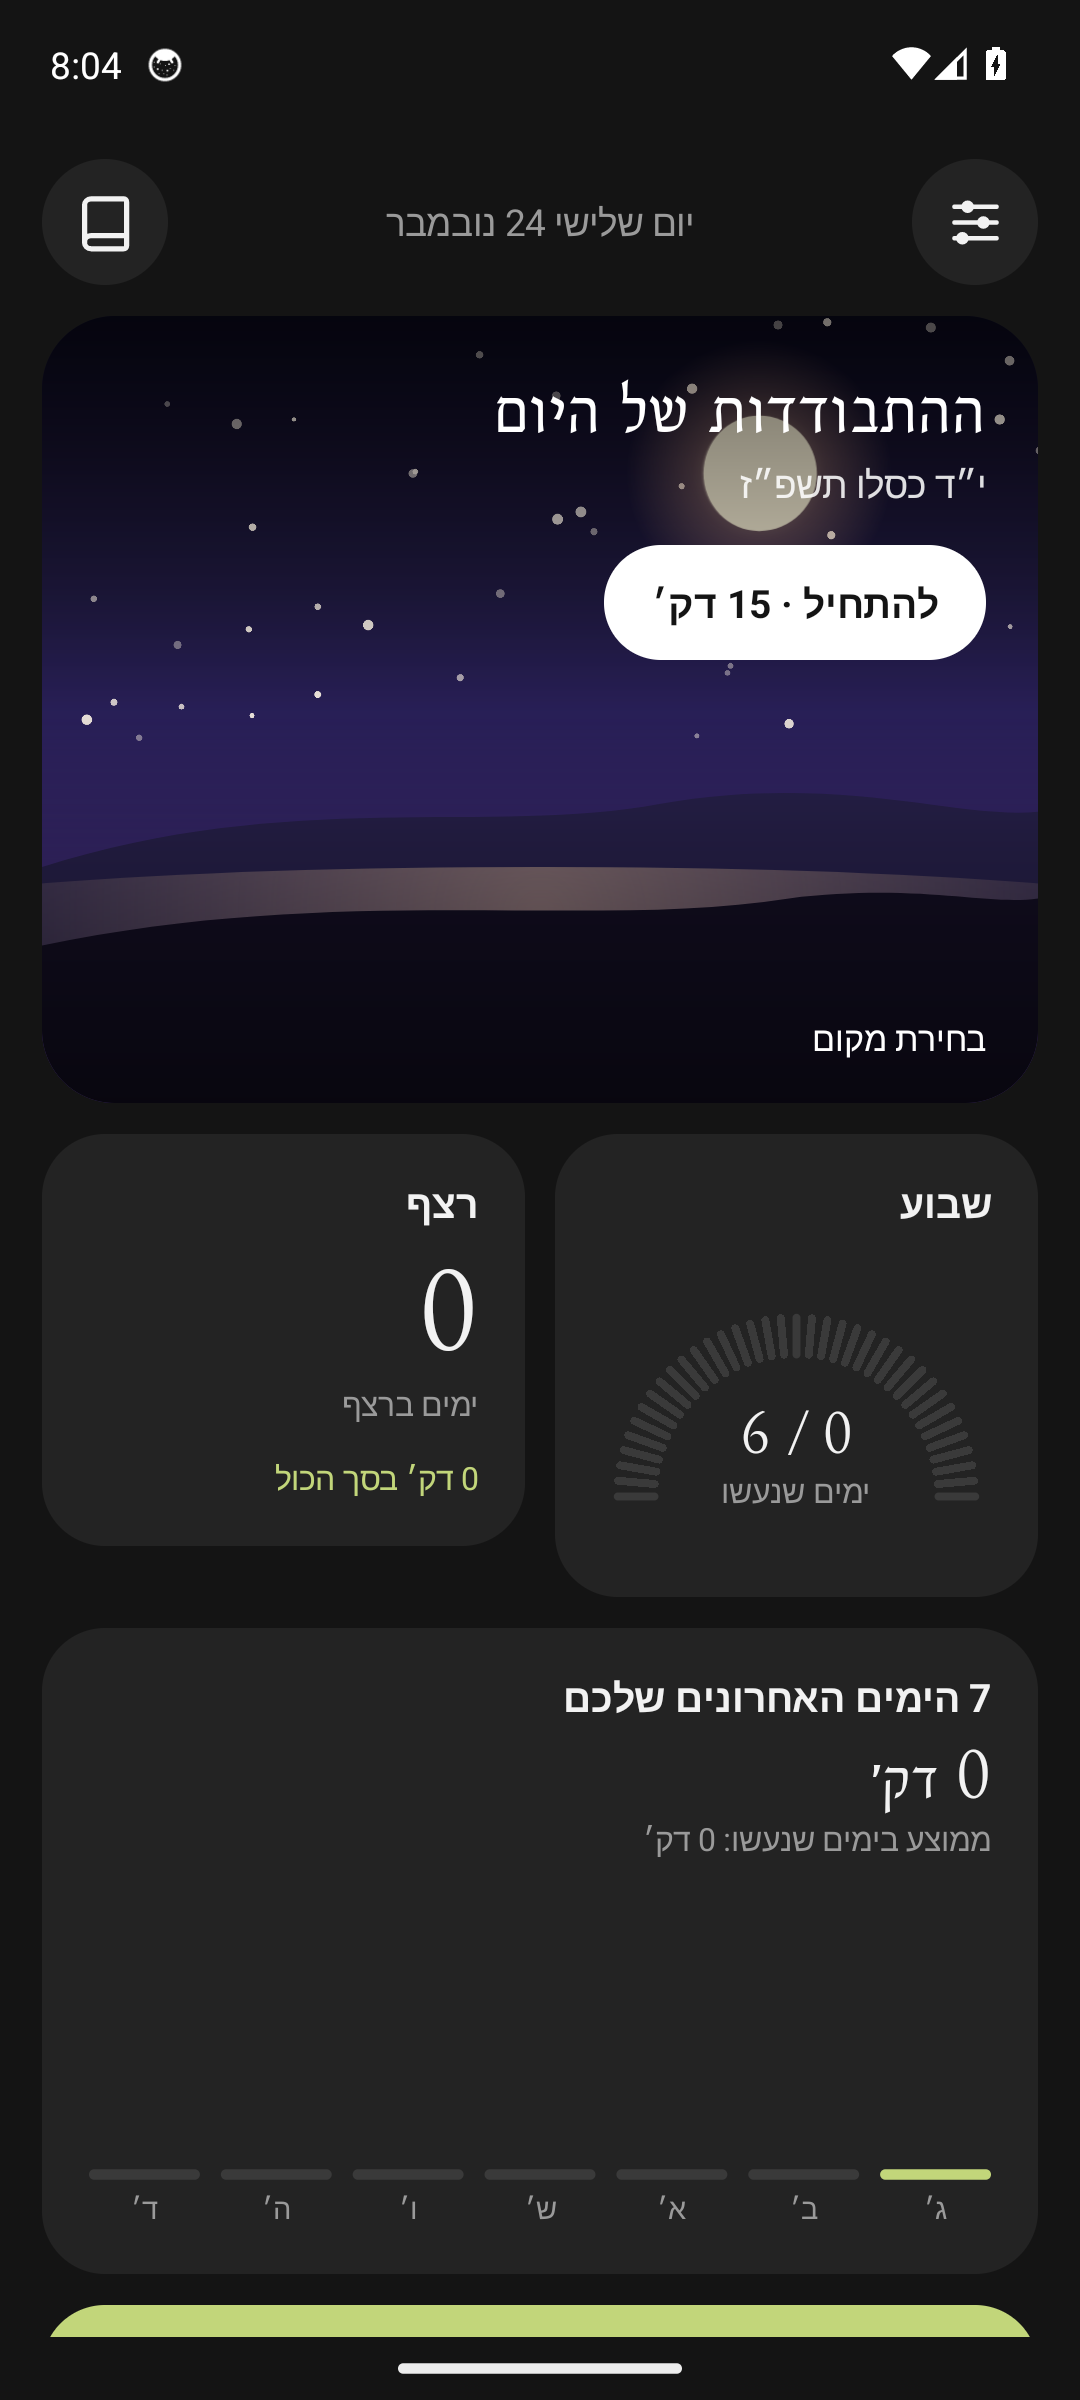 8:04
יום שלישי 24 נובמבר
ההתבודדות של היום
י״ד כסלו תשפ״ז
להתחיל · 15 דק׳
בחירת מקום
שבוע
0 / 6
ימים שנעשו
רצף
0
ימים ברצף
0 דק׳ בסך הכול
7 הימים האחרונים שלכם
0 דק׳
ממוצע בימים שנעשו: 0 דק׳
ג׳ ב׳ א׳ ש׳ ו׳ ה׳ ד׳